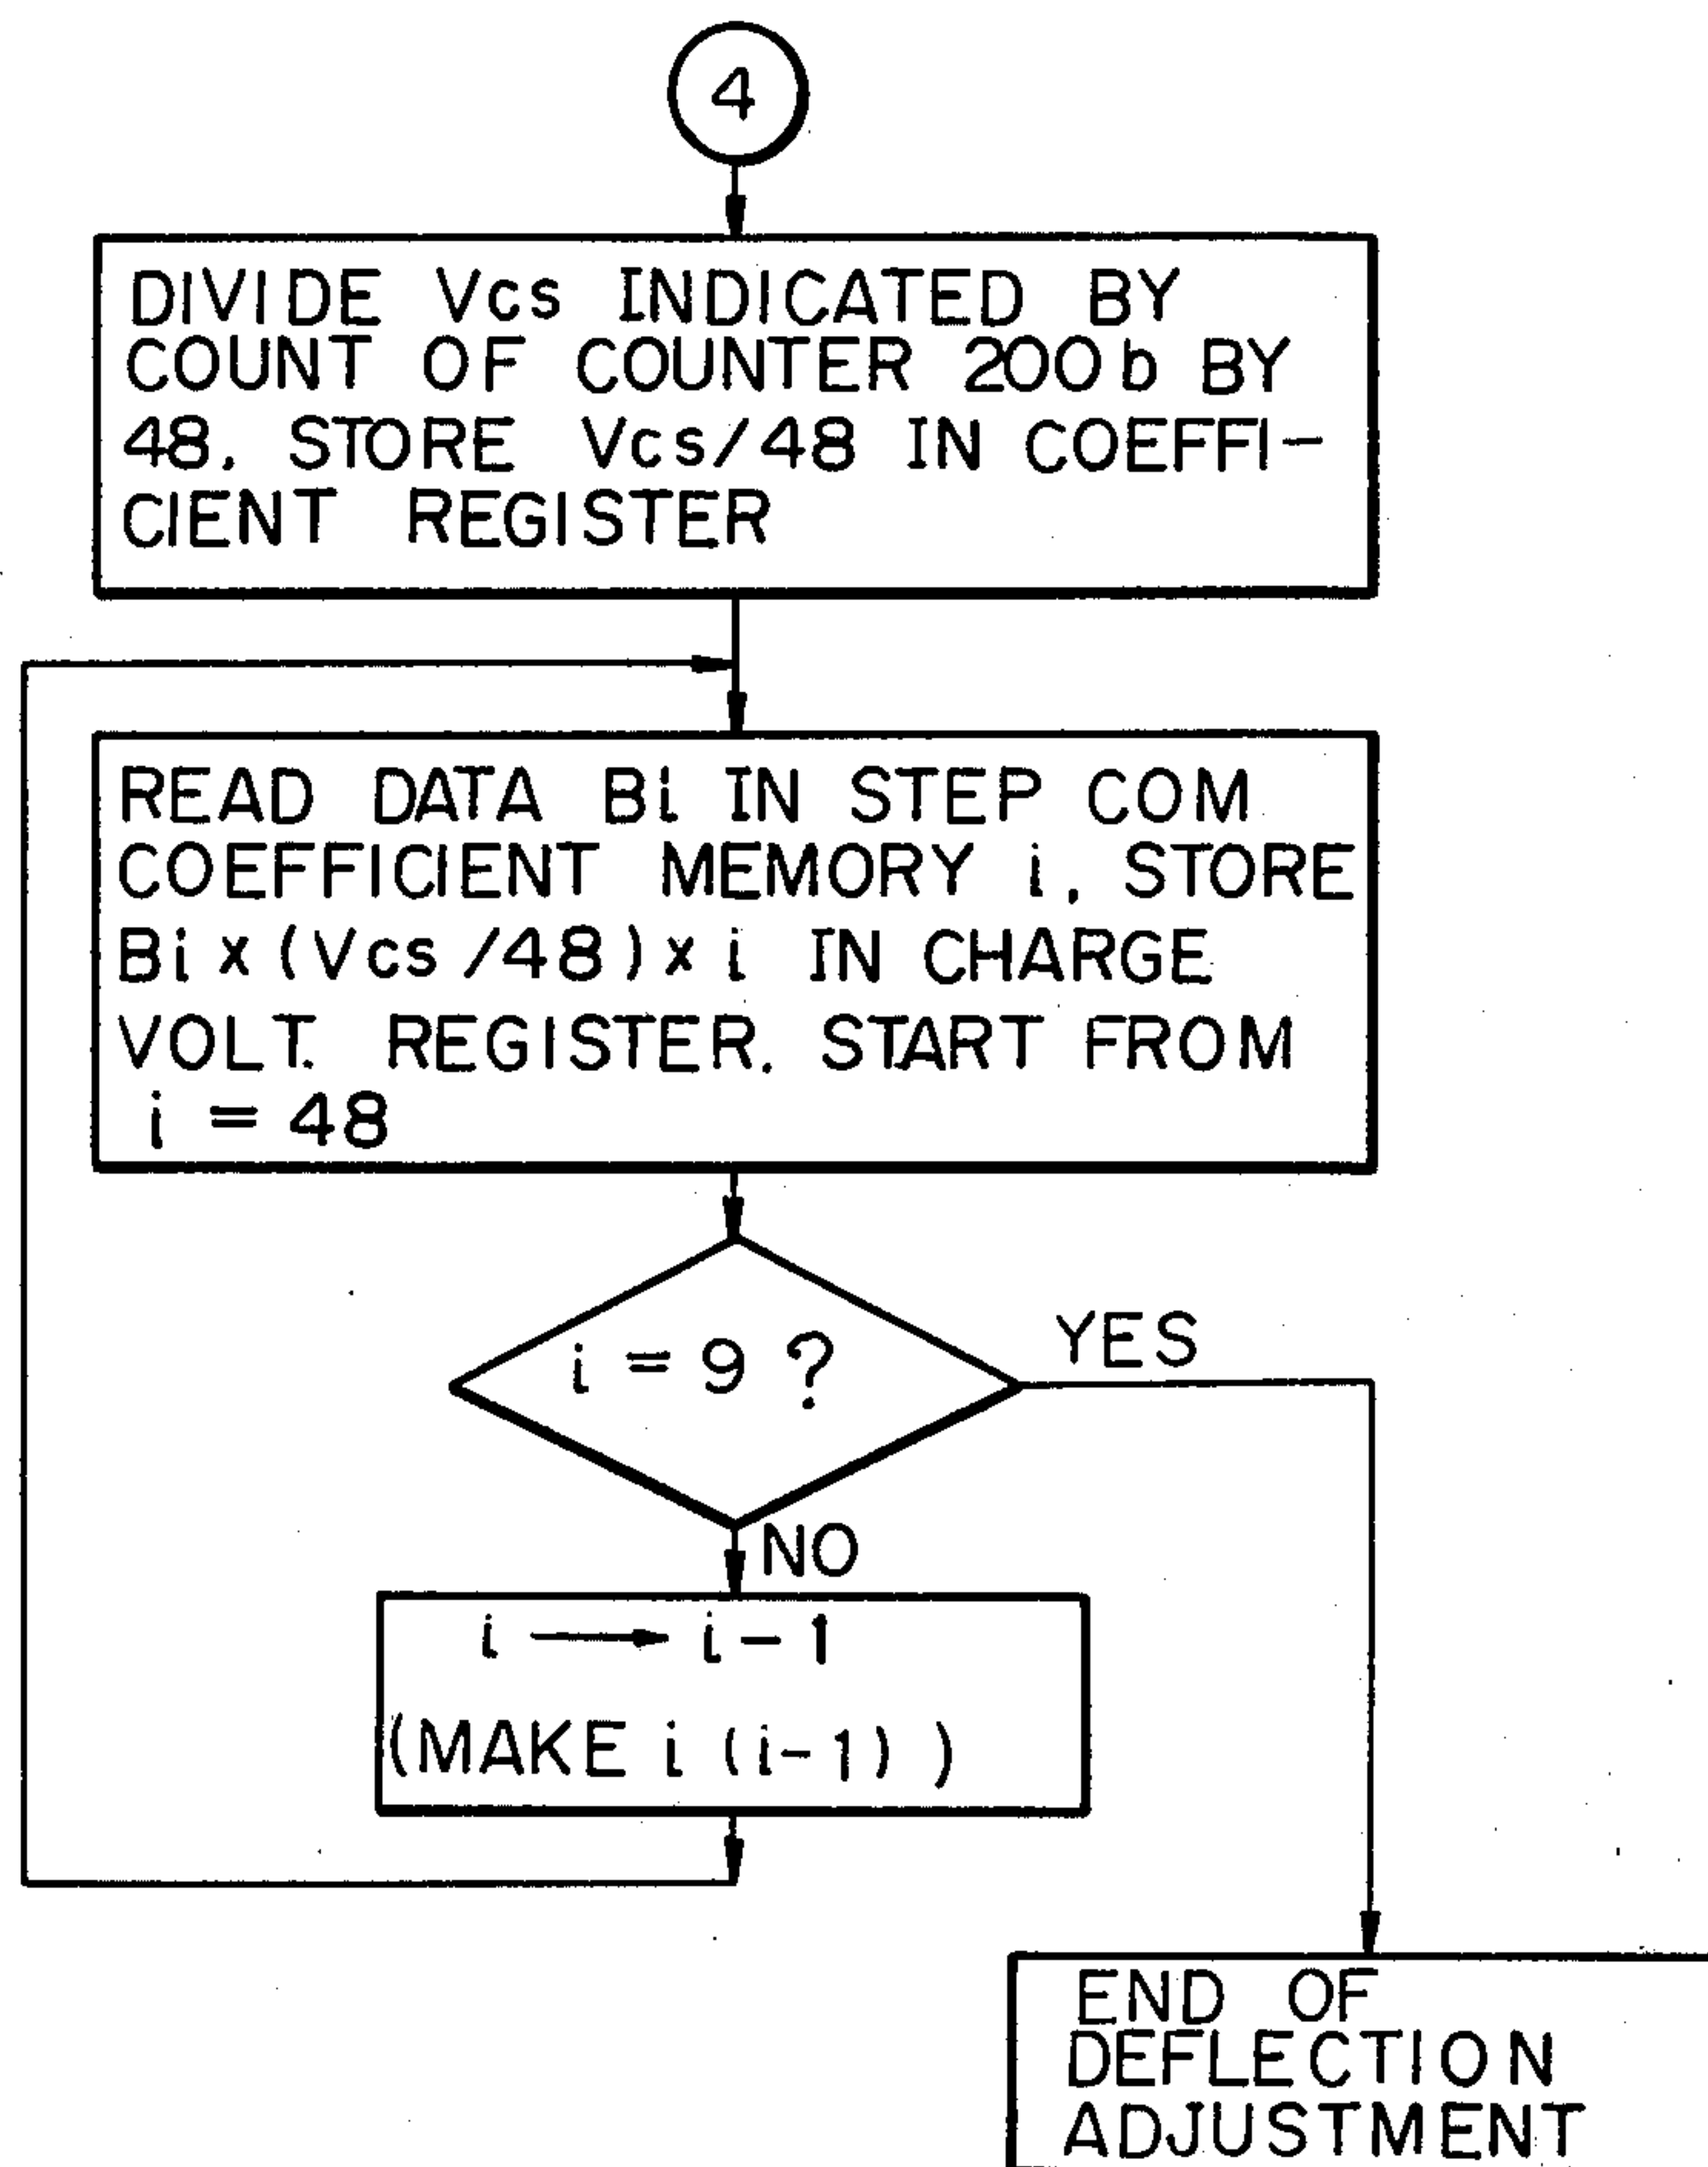 4
DIVIDE Vcs INDICATED BY
COUNT OF COUNTER 200b BY
48, STORE Vcs/48 IN COEFFI-
CIENT REGISTER
READ DATA Bi IN STEP COM
COEFFICIENT MEMORY i, STORE
Bi x (Vcs/48) x i IN CHARGE
VOLT. REGISTER. START FROM
i = 48
i = 9 ?
YES
NO
i → i-1
(MAKE i (i-1) )
END OF
DEFLECTION
ADJUSTMENT